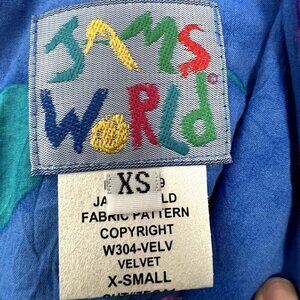 JAMS
WORLD
©
XS
FABRIC PATTERN
COPYRIGHT
W304-VELV
VELVET
X-SMALL